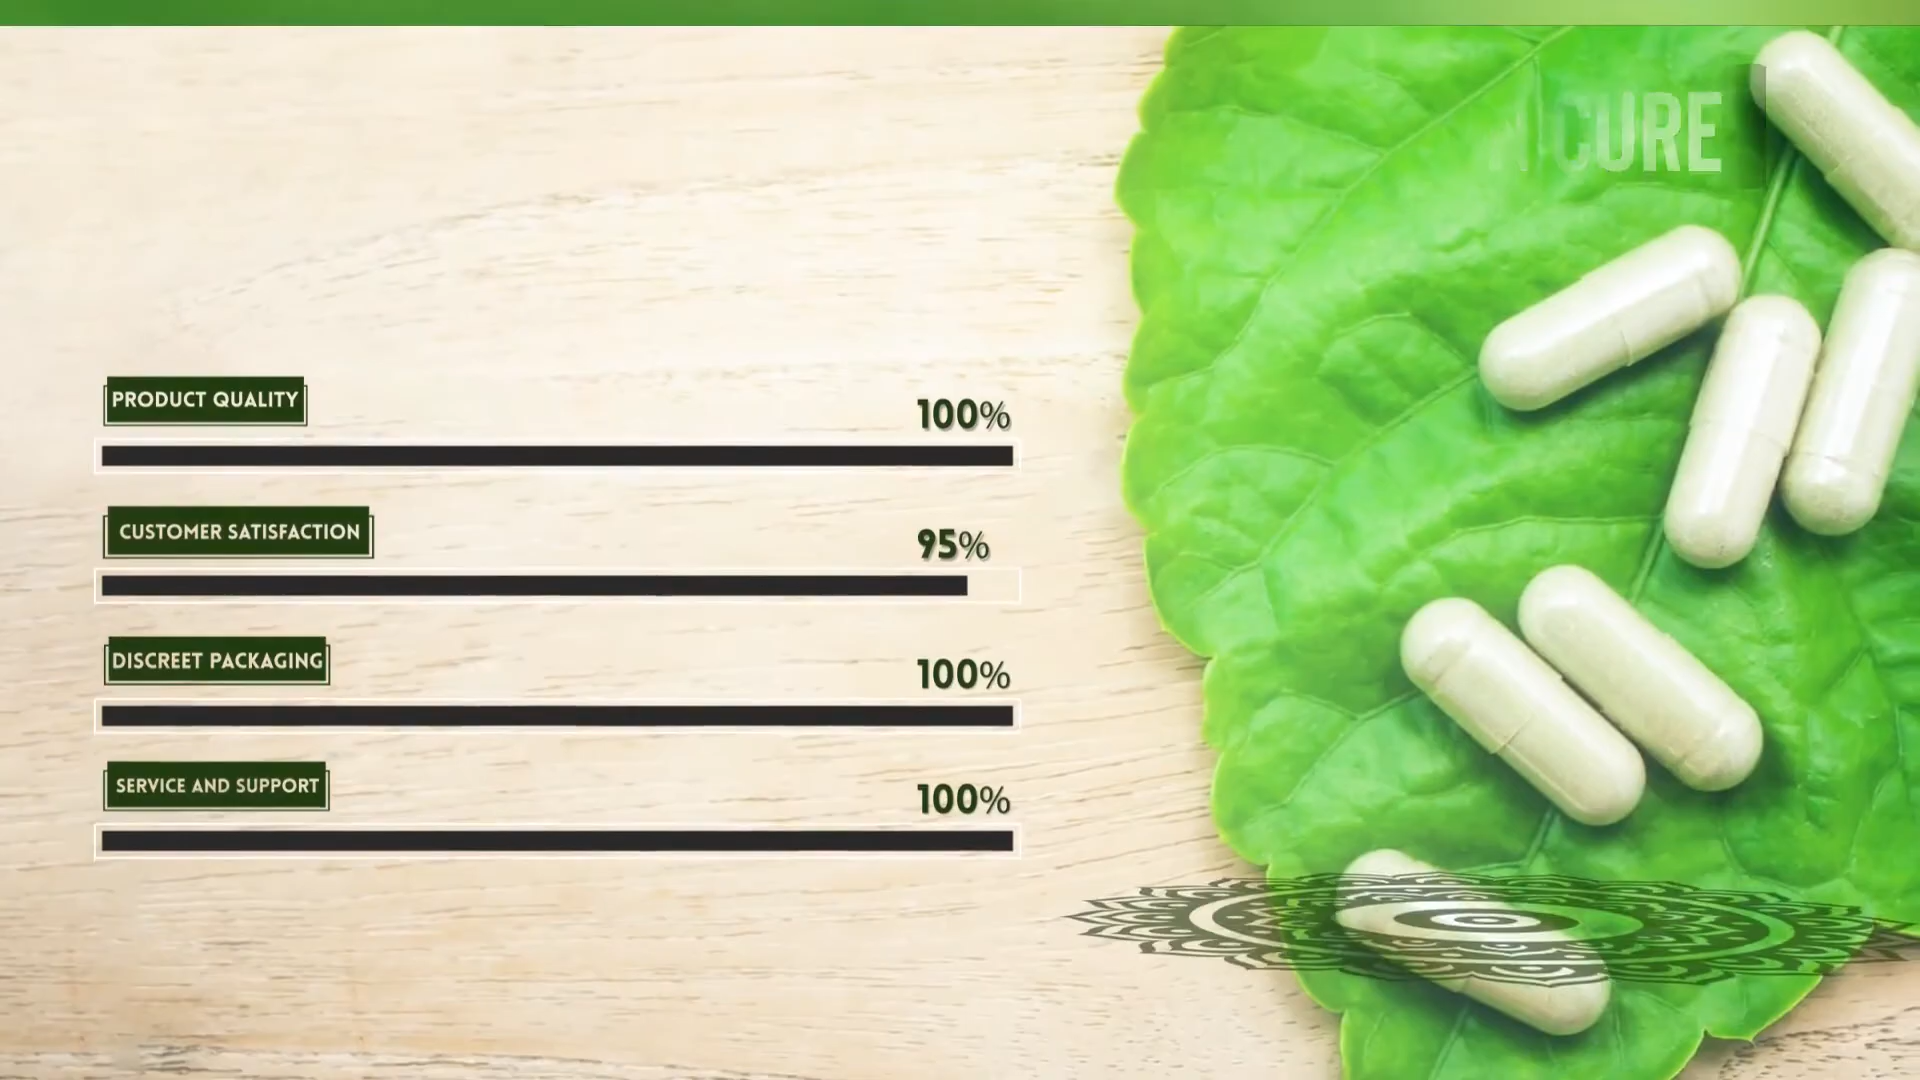 CURE
PRODUCT QUALITY
100%
CUSTOMER SATISFACTION
95%
DISCREET PACKAGING
100%
SERVICE AND SUPPORT
100%